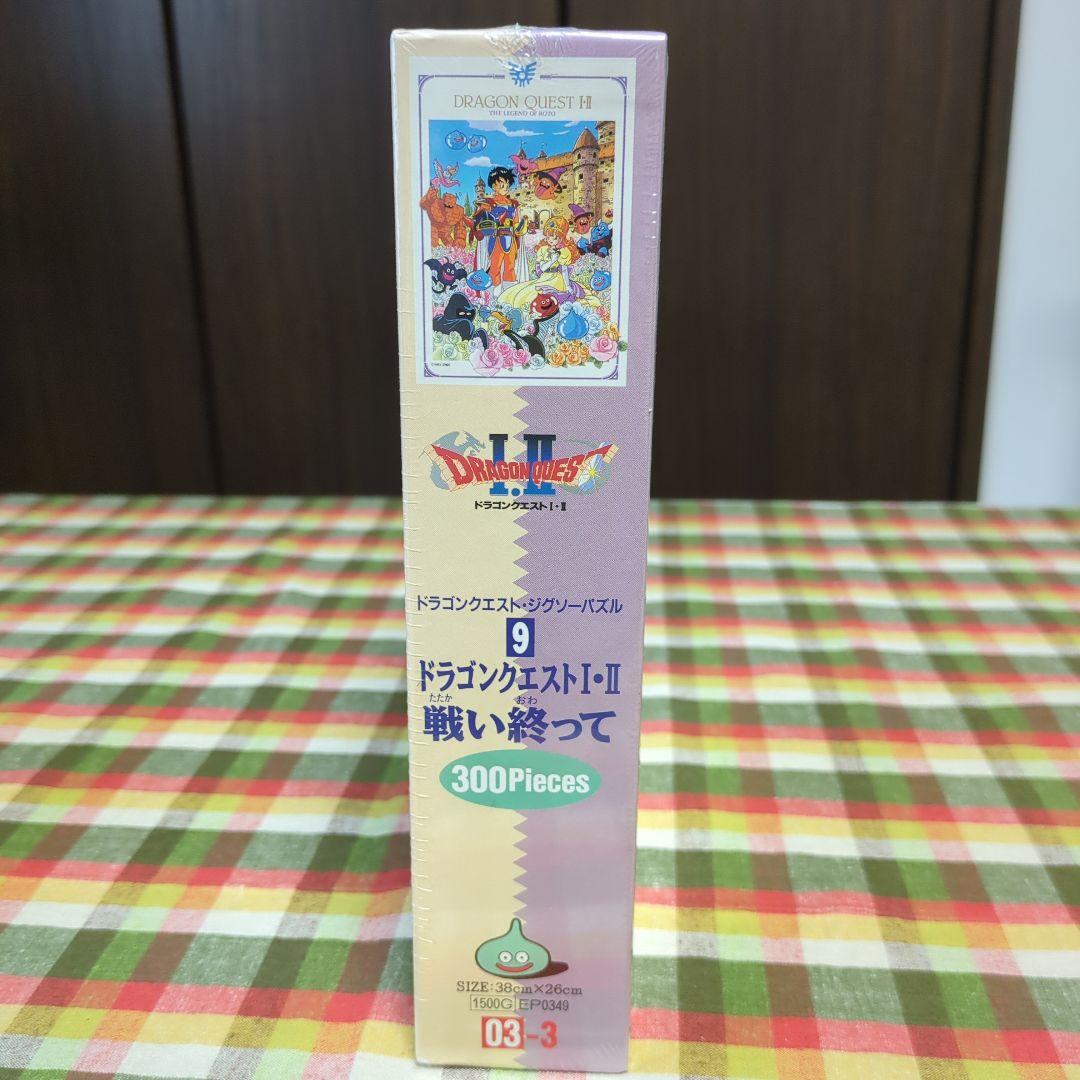 DRAGON QUEST I·II
THE LEGEND OF ROTO
I.II
DRAGON QUEST
ドラゴンクエストI・II
ドラゴンクエスト・ジグソーパズル
9
ドラゴンクエストI・II
たたか おわ
戦い終って
300Pieces
SIZE:38cm×26cm
1500G EP0349
03-3